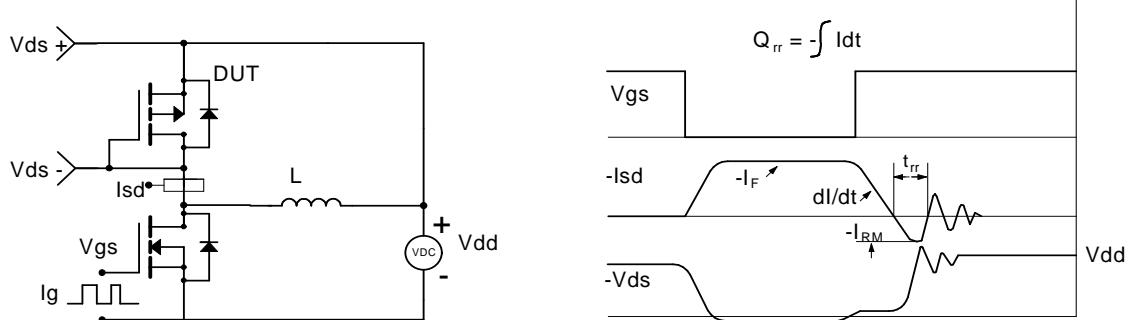 Vds +
DUT
Vds -
Isd
L
Vgs
Ig
+
VDC
-
Vdd
Q rr = -∫ Idt
Vgs
-Isd
-I F
dI/dt
t rr
-I RM
Vdd
-Vds